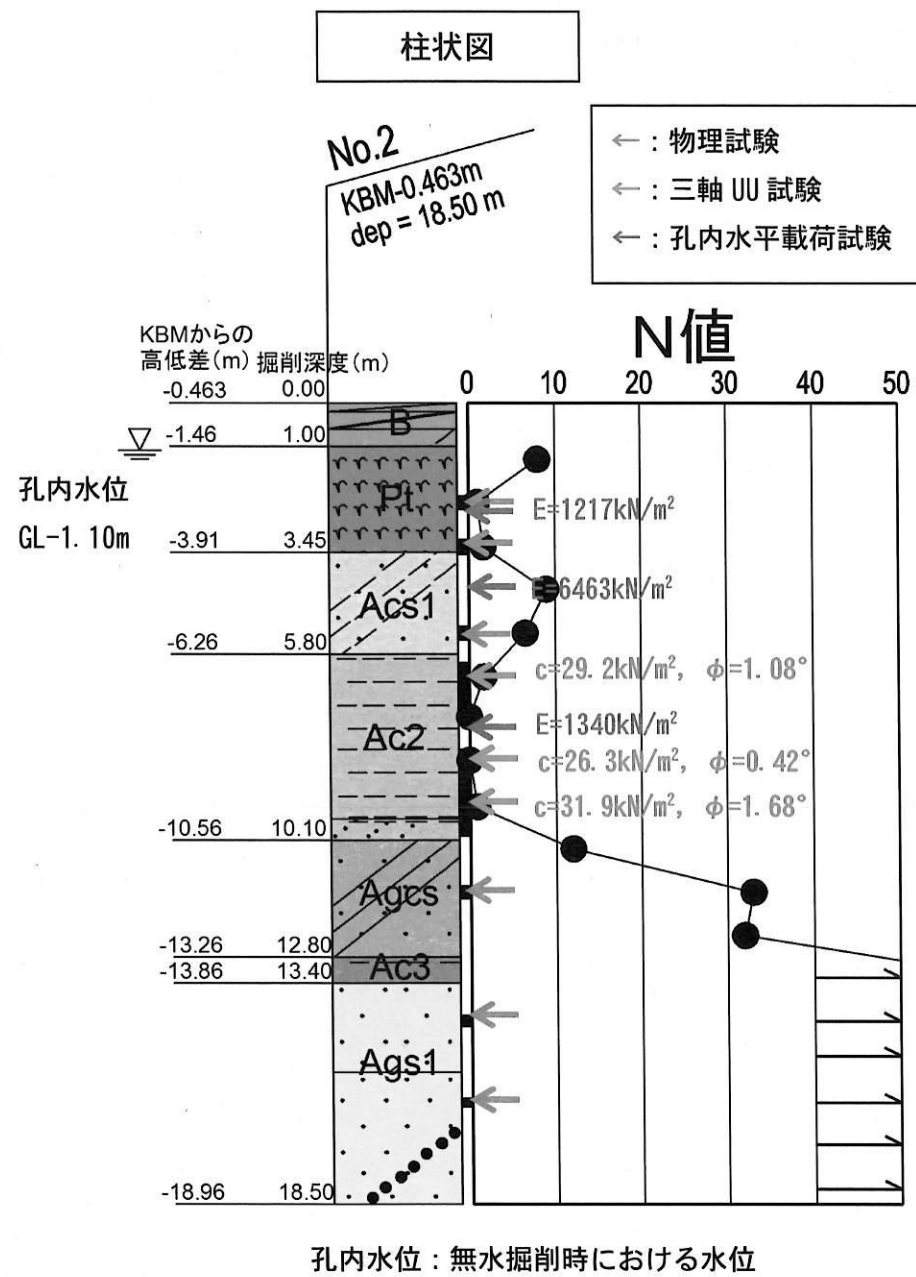 柱状図
No.2
KBM-0.463m
dep = 18.50 m
←：物理試験
←：三軸 UU 試験
←：孔内水平載荷試験
N値
KBMからの
高低差(m) 掘削深度(m)
0 10 20 30 40 50
-0.463 0.00
B
-1.46 1.00
孔内水位
GL-1.10m
Pt
E=1217kN/m²
-3.91 3.45
E=6463kN/m²
Acs1
-6.26 5.80
c=29.2kN/m², φ=1.08°
E=1340kN/m²
Ac2
c=26.3kN/m², φ=0.42°
c=31.9kN/m², φ=1.68°
-10.56 10.10
Agcs
-13.26 12.80
Ac3
-13.86 13.40
Ags1
-18.96 18.50
孔内水位：無水掘削時における水位